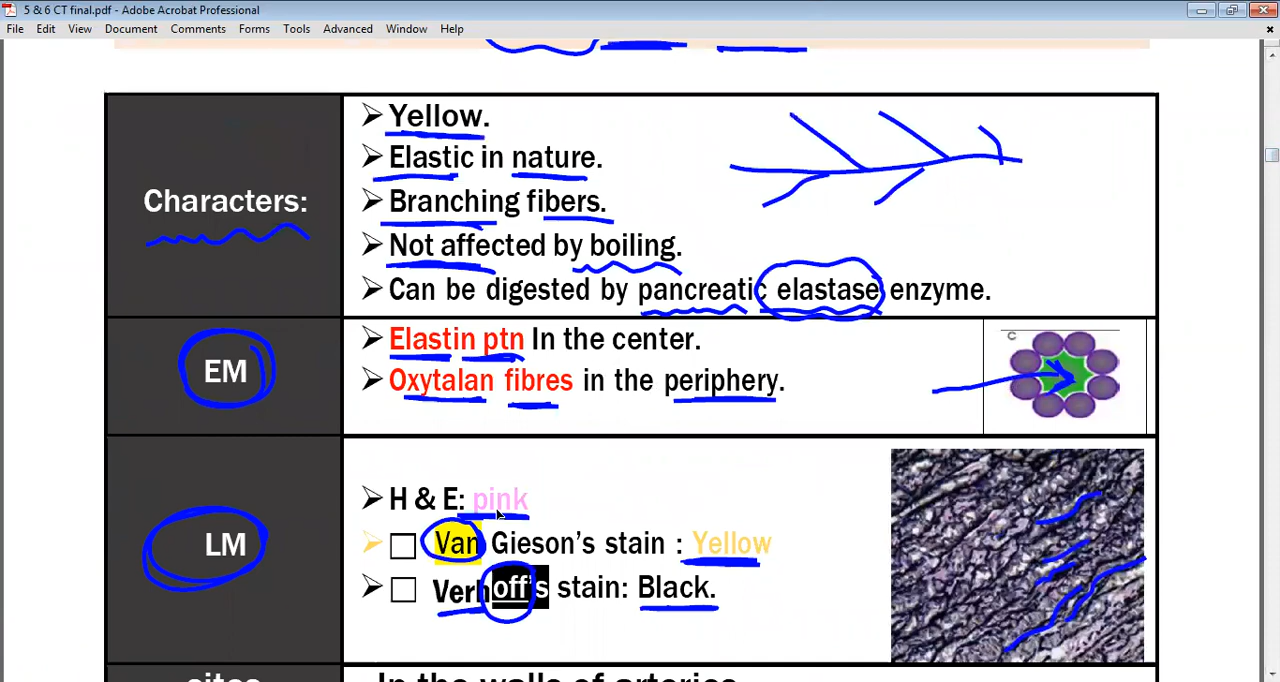 5 & 6 CT final.pdf - Adobe Acrobat Professional
File Edit View Document Comments Forms Tools Advanced Window Help
Characters:
Yellow.
Elastic in nature.
Branching fibers.
Not affected by boiling.
Can be digested by pancreatic elastase enzyme.
EM
Elastin ptn In the center.
Oxytalan fibres in the periphery.
C
LM
H & E: pink
Van Gieson's stain : Yellow
Verhoff's stain: Black.
sites
In the walls of arteries